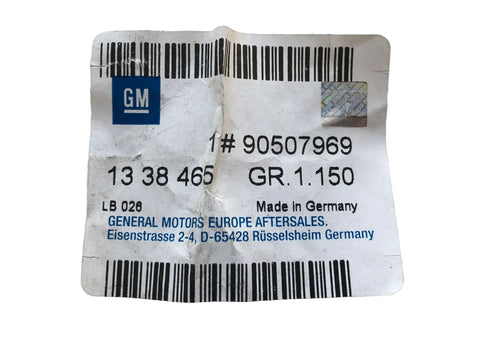 GM
1# 90507969
13 38 465 GR.1.150
LB 026 Made in Germany
GENERAL MOTORS EUROPE AFTERSALES.
Eisenstrasse 2-4, D-65428 Rüsselsheim Germany